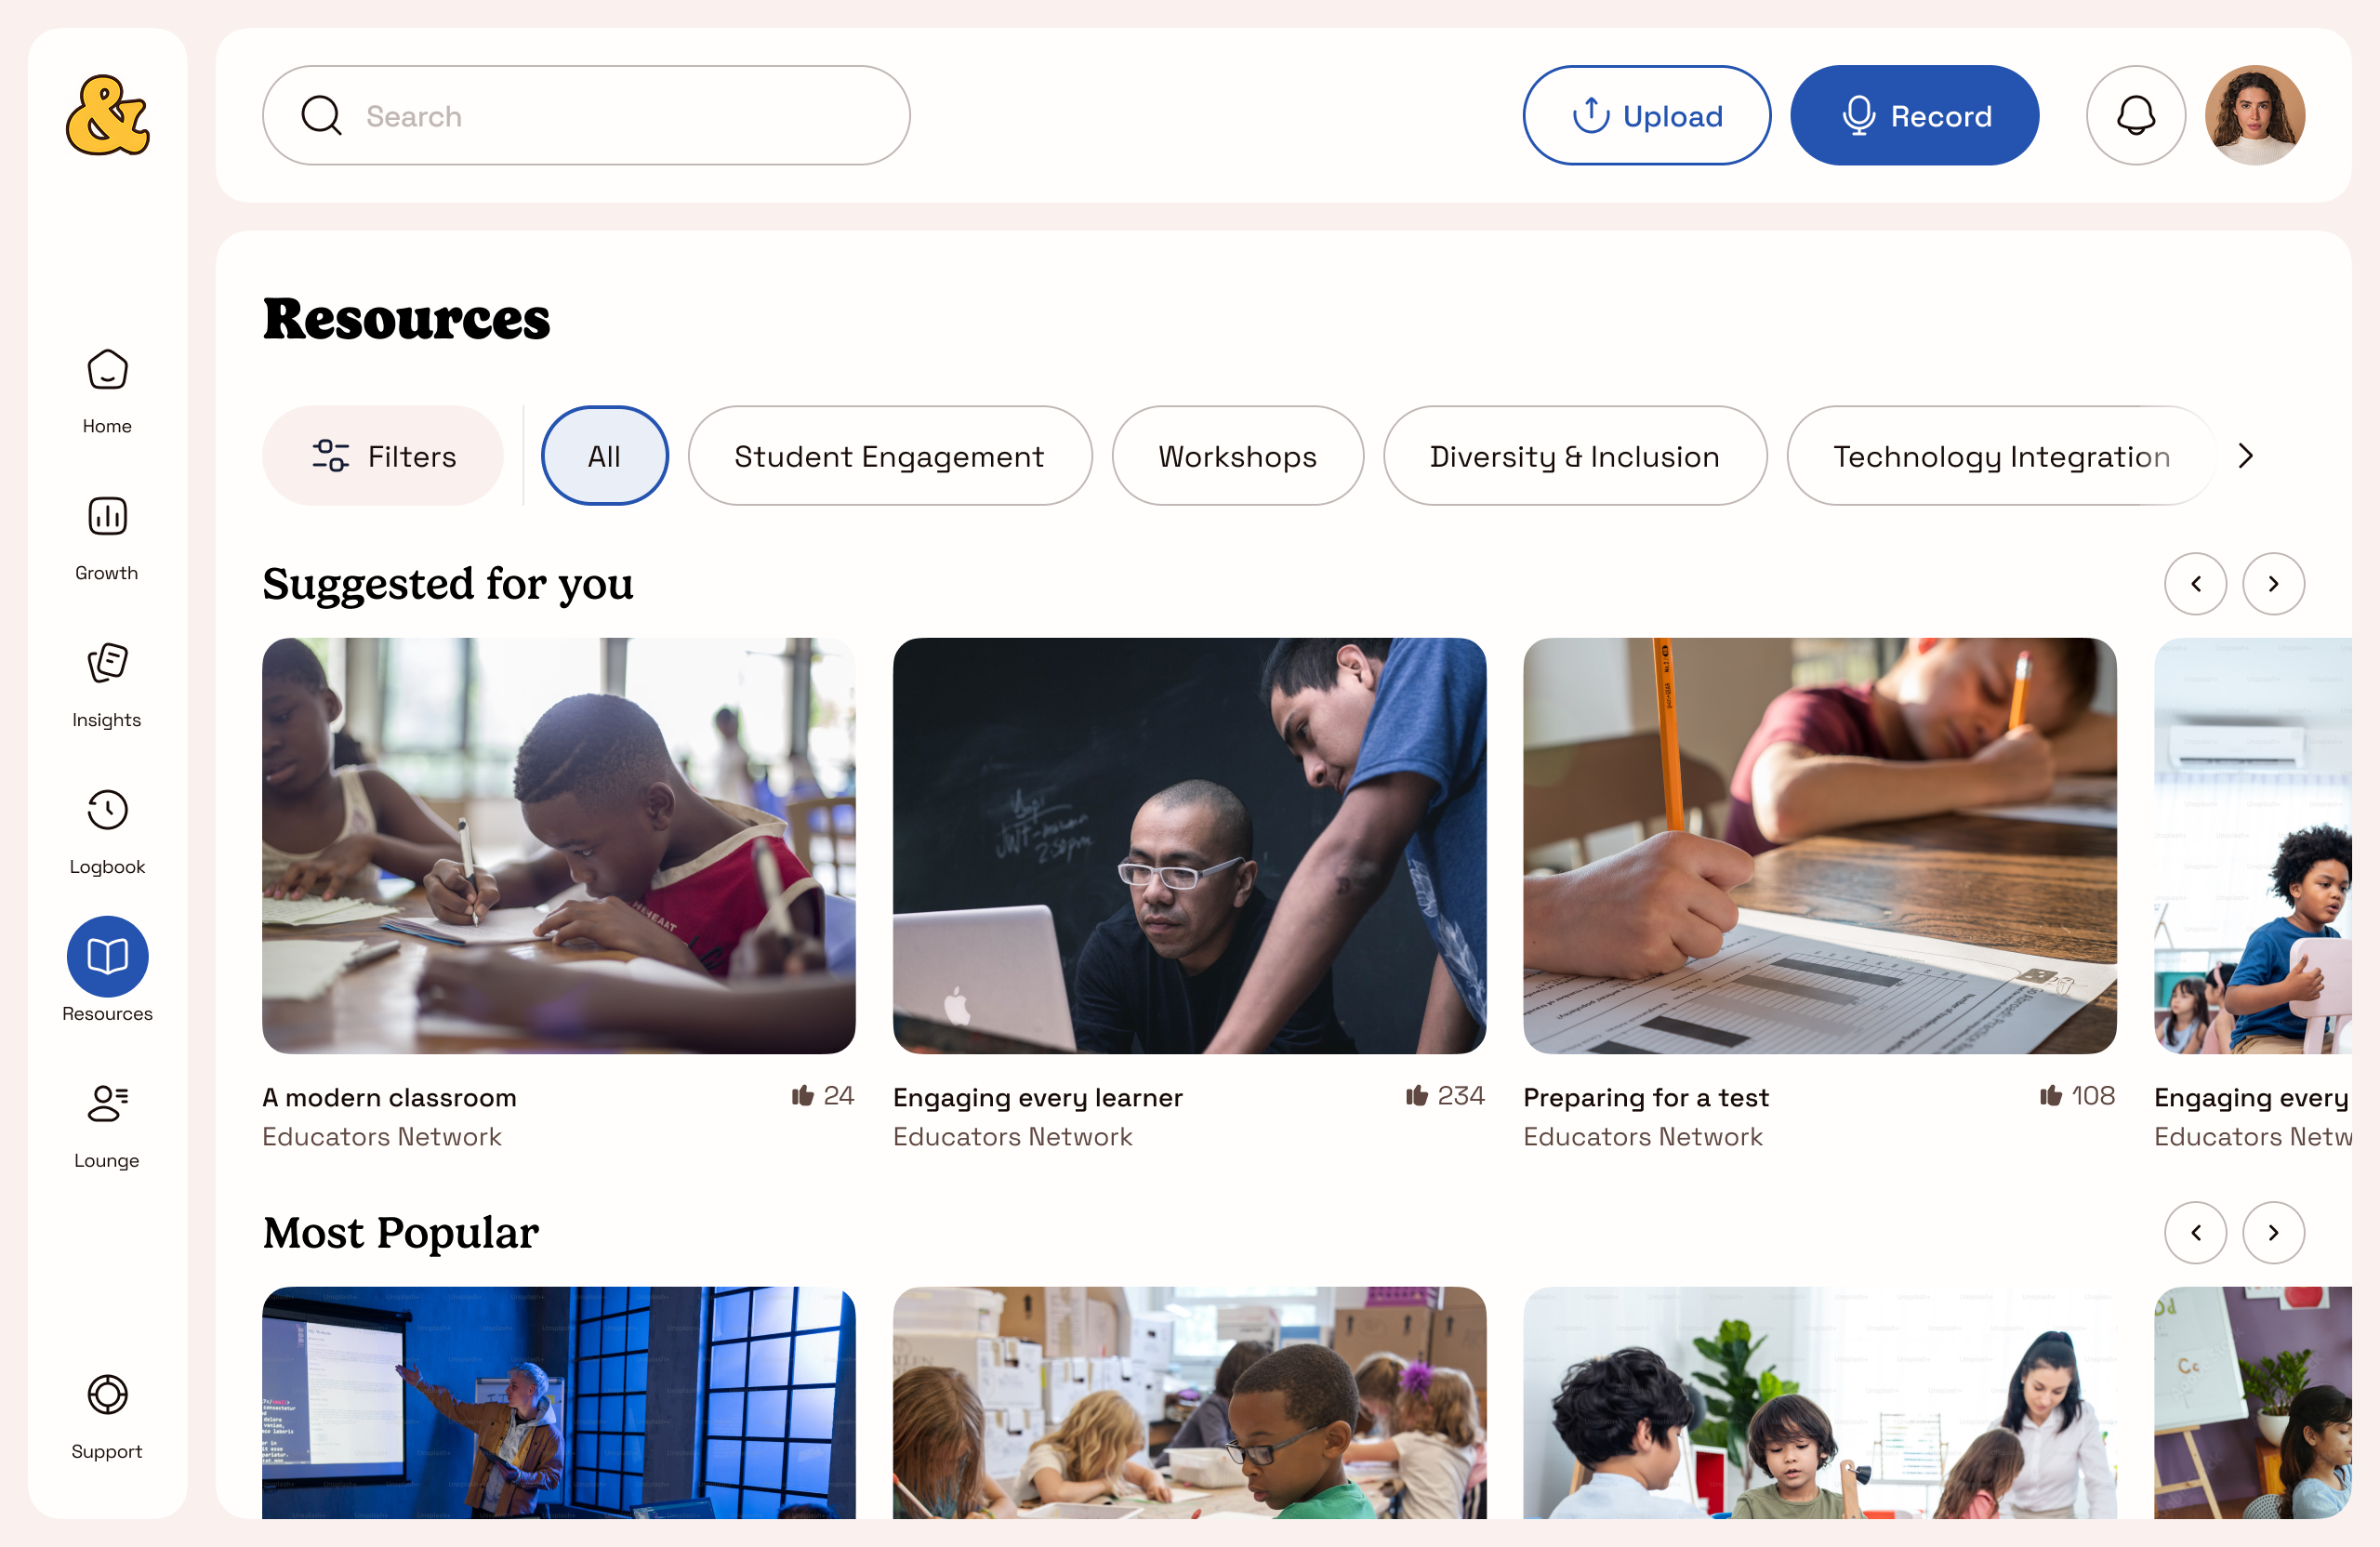 &
Search
Upload
Record
Resources
Filters
All
Student Engagement
Workshops
Diversity & Inclusion
Technology Integration
Home
Growth
Insights
Logbook
Resources
Lounge
Support
Suggested for you
A modern classroom
24
Educators Network
Engaging every learner
234
Educators Network
Preparing for a test
108
Educators Network
Engaging every
Educators Netw
Most Popular